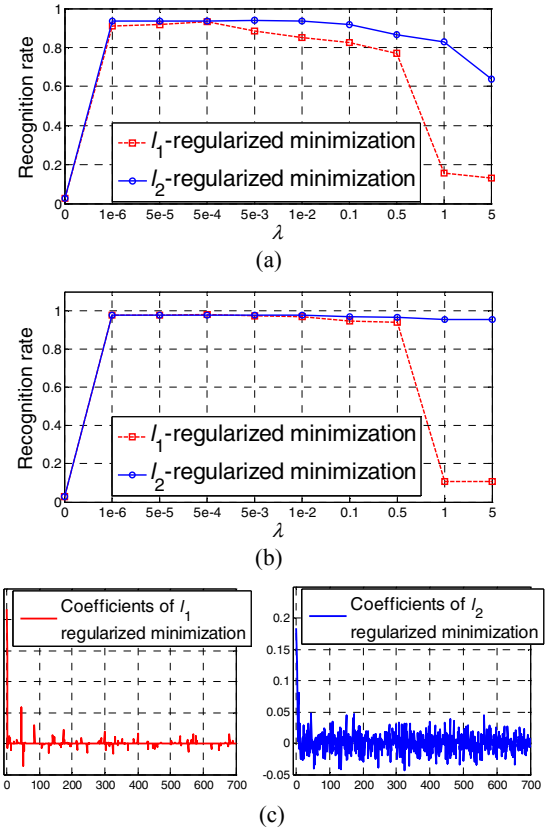 1
0.8
0.6
0.4
0.2
0
Recognition rate
l1-regularized minimization
l2-regularized minimization
0 1e-6 5e-5 5e-4 5e-3 1e-2 0.1 0.5 1 5
λ
(a)
1
0.8
0.6
0.4
0.2
0
Recognition rate
l1-regularized minimization
l2-regularized minimization
0 1e-6 5e-5 5e-4 5e-3 1e-2 0.1 0.5 1 5
λ
(b)
Coefficients of l1
regularized minimization
0 100 200 300 400 500 600 700
Coefficients of l2
regularized minimization
0.2
0.15
0.1
0.05
0
-0.05
0 100 200 300 400 500 600 700
(c)